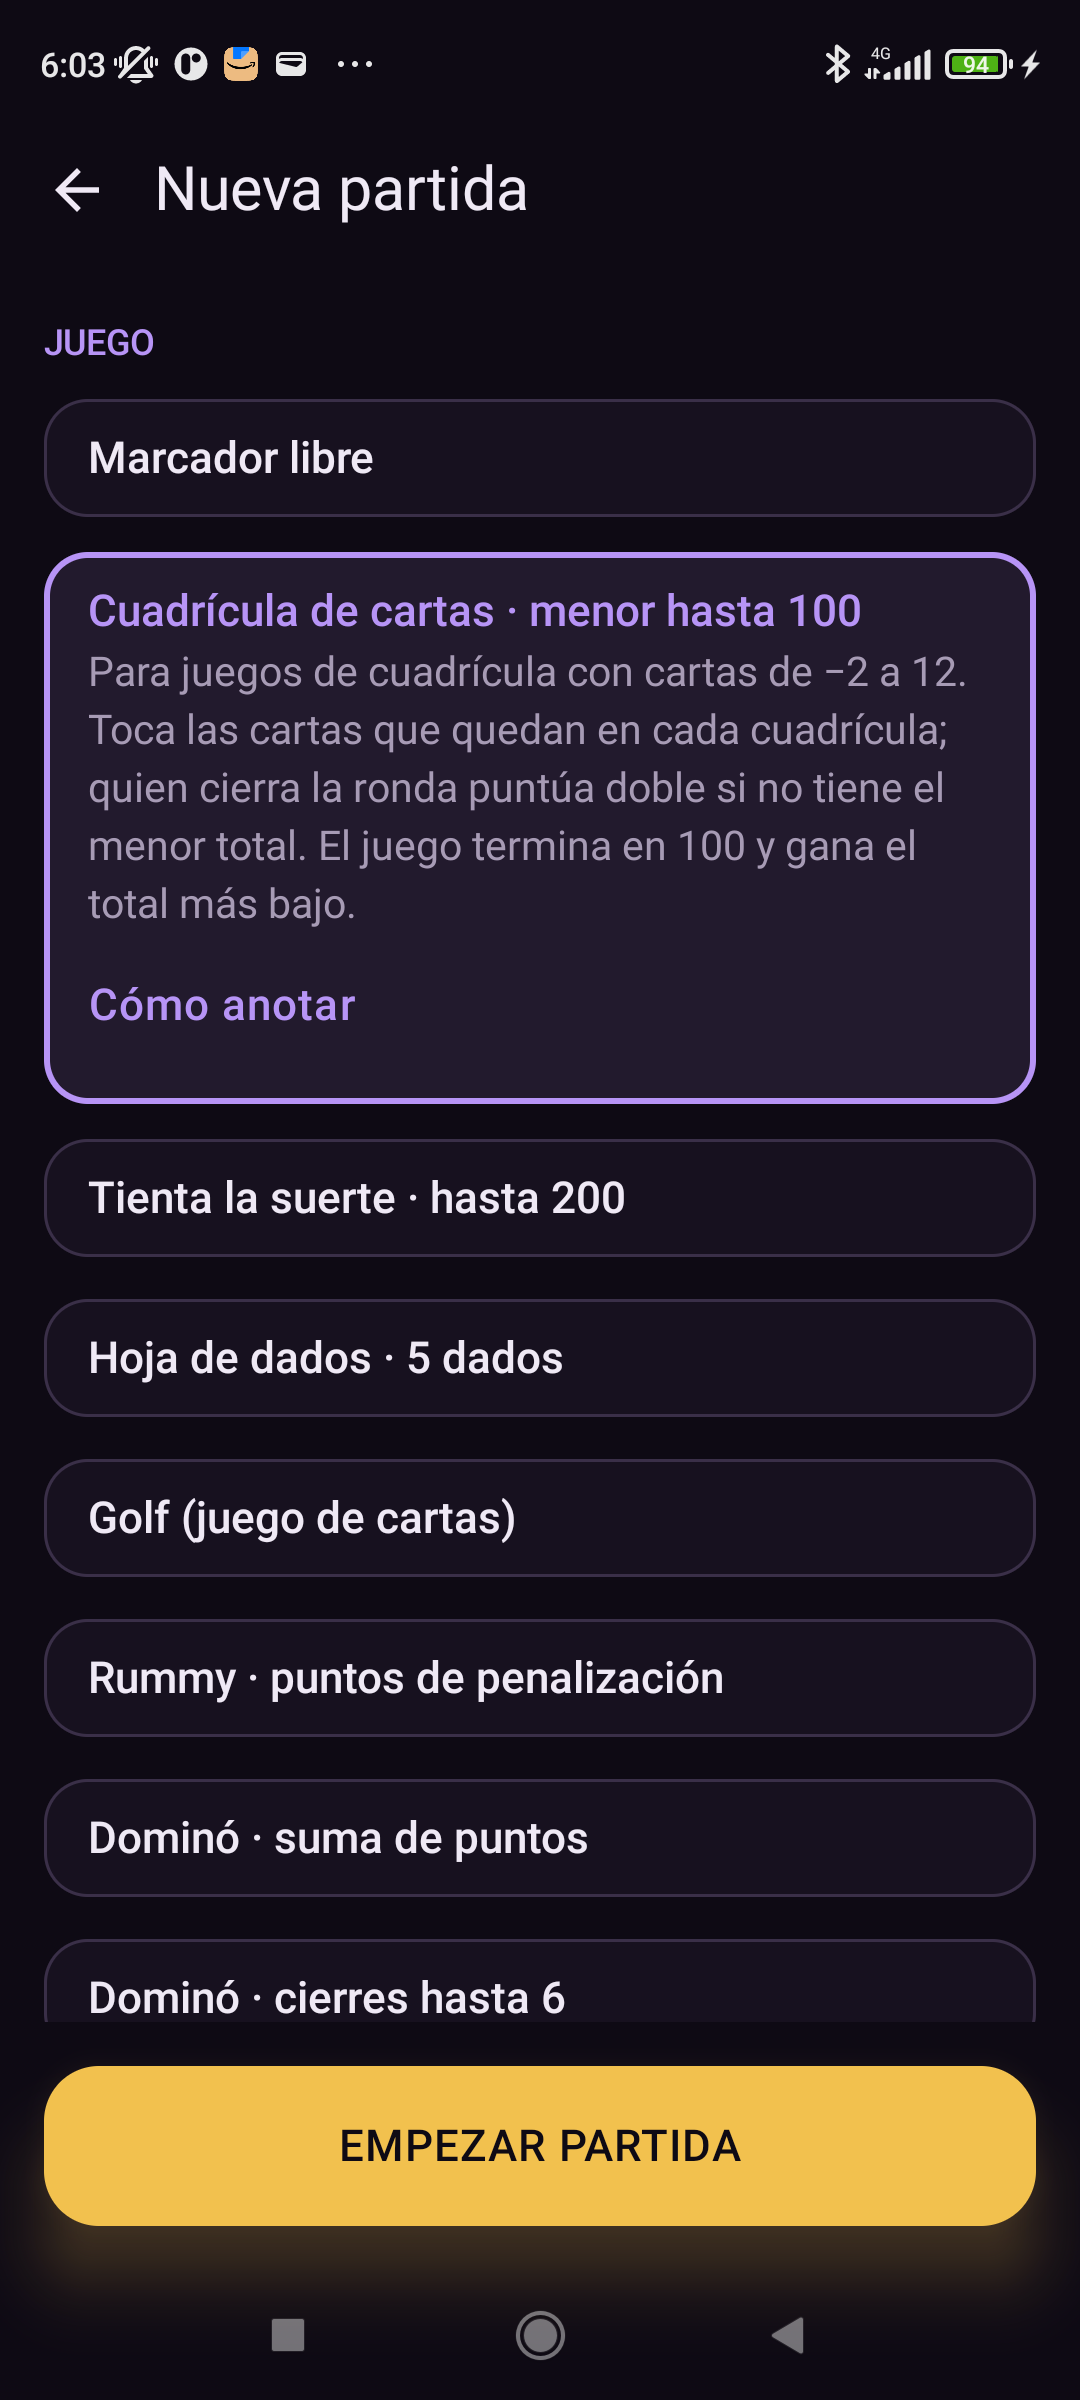 6:03
4G
94
Nueva partida
JUEGO
Marcador libre
Cuadrícula de cartas · menor hasta 100
Para juegos de cuadrícula con cartas de −2 a 12.
Toca las cartas que quedan en cada cuadrícula;
quien cierra la ronda puntúa doble si no tiene el
menor total. El juego termina en 100 y gana el
total más bajo.
Cómo anotar
Tienta la suerte · hasta 200
Hoja de dados · 5 dados
Golf (juego de cartas)
Rummy · puntos de penalización
Dominó · suma de puntos
Dominó · cierres hasta 6
EMPEZAR PARTIDA